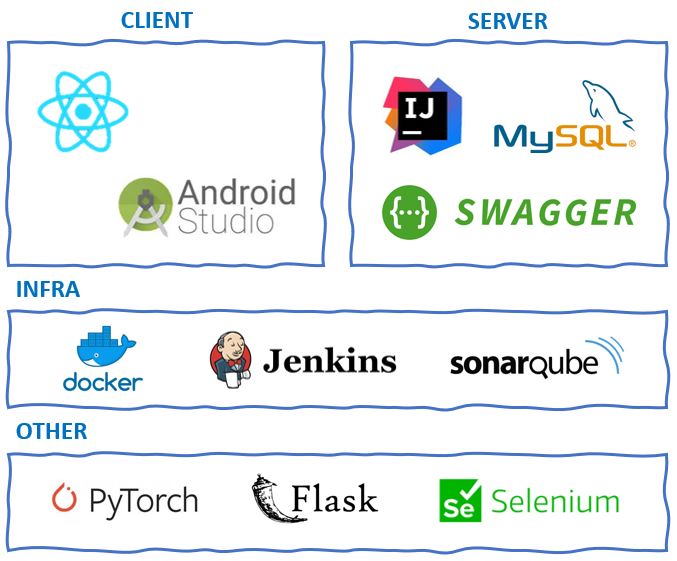 CLIENT
SERVER
IJ
MySQL®
Android
Studio
{···} SWAGGER
INFRA
docker
Jenkins
sonarqube
OTHER
PyTorch
Flask
Se Selenium